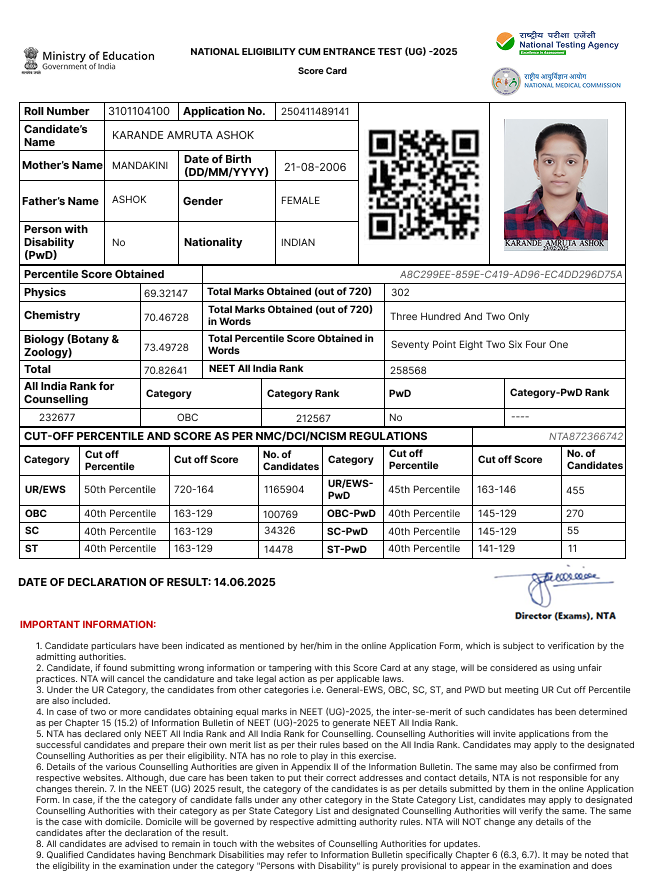 Ministry of Education
Government of India
NATIONAL ELIGIBILITY CUM ENTRANCE TEST (UG) -2025
Score Card
राष्ट्रीय परीक्षा एजेंसी
National Testing Agency
Excellence in Assessment
राष्ट्रीय आयुर्विज्ञान आयोग
NATIONAL MEDICAL COMMISSION
Roll Number 3101104100 Application No. 250411489141
Candidate's Name KARANDE AMRUTA ASHOK
Mother's Name MANDAKINI Date of Birth (DD/MM/YYYY) 21-08-2006
Father's Name ASHOK Gender FEMALE
Person with Disability (PwD) No Nationality INDIAN
KARANDE AMRUTA ASHOK
23/02/2025
Percentile Score Obtained A8C299EE-859E-C419-AD96-EC4DD296D75A
Physics 69.32147 Total Marks Obtained (out of 720) 302
Chemistry 70.46728 Total Marks Obtained (out of 720) in Words Three Hundred And Two Only
Biology (Botany & Zoology) 73.49728 Total Percentile Score Obtained in Words Seventy Point Eight Two Six Four One
Total 70.82641 NEET All India Rank 258568
All India Rank for Counselling Category Category Rank PwD Category-PwD Rank
232677 OBC 212567 No ----
CUT-OFF PERCENTILE AND SCORE AS PER NMC/DCI/NCISM REGULATIONS NTA872366742
Category Cut off Percentile Cut off Score No. of Candidates Category Cut off Percentile Cut off Score No. of Candidates
UR/EWS 50th Percentile 720-164 1165904 UR/EWS-PwD 45th Percentile 163-146 455
OBC 40th Percentile 163-129 100769 OBC-PwD 40th Percentile 145-129 270
SC 40th Percentile 163-129 34326 SC-PwD 40th Percentile 145-129 55
ST 40th Percentile 163-129 14478 ST-PwD 40th Percentile 141-129 11
DATE OF DECLARATION OF RESULT: 14.06.2025
Director (Exams), NTA
IMPORTANT INFORMATION:
1. Candidate particulars have been indicated as mentioned by her/him in the online Application Form, which is subject to verification by the
admitting authorities.
2. Candidate, if found submitting wrong information or tampering with this Score Card at any stage, will be considered as using unfair
practices. NTA will cancel the candidature and take legal action as per applicable laws.
3. Under the UR Category, the candidates from other categories i.e. General-EWS, OBC, SC, ST, and PWD but meeting UR Cut off Percentile
are also included.
4. In case of two or more candidates obtaining equal marks in NEET (UG)-2025, the inter-se-merit of such candidates has been determined
as per Chapter 15 (15.2) of Information Bulletin of NEET (UG)-2025 to generate NEET All India Rank.
5. NTA has declared only NEET All India Rank and All India Rank for Counselling. Counselling Authorities will invite applications from the
successful candidates and prepare their own merit list as per their rules based on the All India Rank. Candidates may apply to the designated
Counselling Authorities as per their eligibility. NTA has no role to play in this exercise.
6. Details of the various Counselling Authorities are given in Appendix II of the Information Bulletin. The same may also be confirmed from
respective websites. Although, due care has been taken to put their correct addresses and contact details, NTA is not responsible for any
changes therein. 7. In the NEET (UG) 2025 result, the category of the candidates is as per details submitted by them in the online Application
Form. In case, if the the category of candidate falls under any other category in the State Category List, candidates may apply to designated
Counselling Authorities with their category as per State Category List and designated Counselling Authorities will verify the same. The same
is the case with domicile. Domicile will be governed by respective admitting authority rules. NTA will NOT change any details of the
candidates after the declaration of the result.
8. All candidates are advised to remain in touch with the websites of Counselling Authorities for updates.
9. Qualified Candidates having Benchmark Disabilities may refer to Information Bulletin specifically Chapter 6 (6.3, 6.7). It may be noted that
the eligibility in the examination under the category "Persons with Disability" is purely provisional to appear in the examination and does